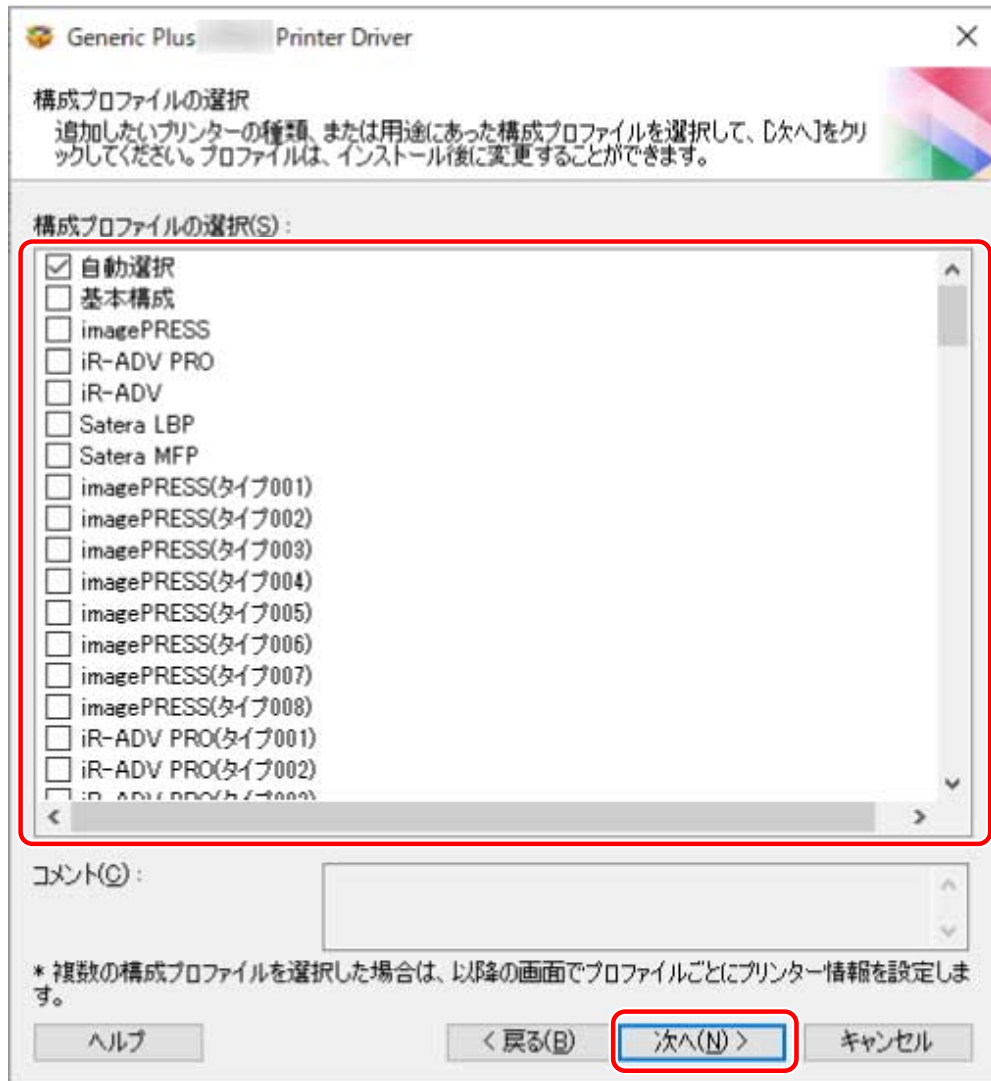 Generic Plus Printer Driver
構成プロファイルの選択
追加したいプリンターの種類、または用途にあった構成プロファイルを選択して、[次へ]をクリ
ックしてください。プロファイルは、インストール後に変更することができます。
構成プロファイルの選択(S):
自動選択
基本構成
imagePRESS
iR-ADV PRO
iR-ADV
Satera LBP
Satera MFP
imagePRESS(タイプ001)
imagePRESS(タイプ002)
imagePRESS(タイプ003)
imagePRESS(タイプ004)
imagePRESS(タイプ005)
imagePRESS(タイプ006)
imagePRESS(タイプ007)
imagePRESS(タイプ008)
iR-ADV PRO(タイプ001)
iR-ADV PRO(タイプ002)
コメント(C):
* 複数の構成プロファイルを選択した場合は、以降の画面でプロファイルごとにプリンター情報を設定しま
す。
ヘルプ < 戻る(B) 次へ(N) > キャンセル